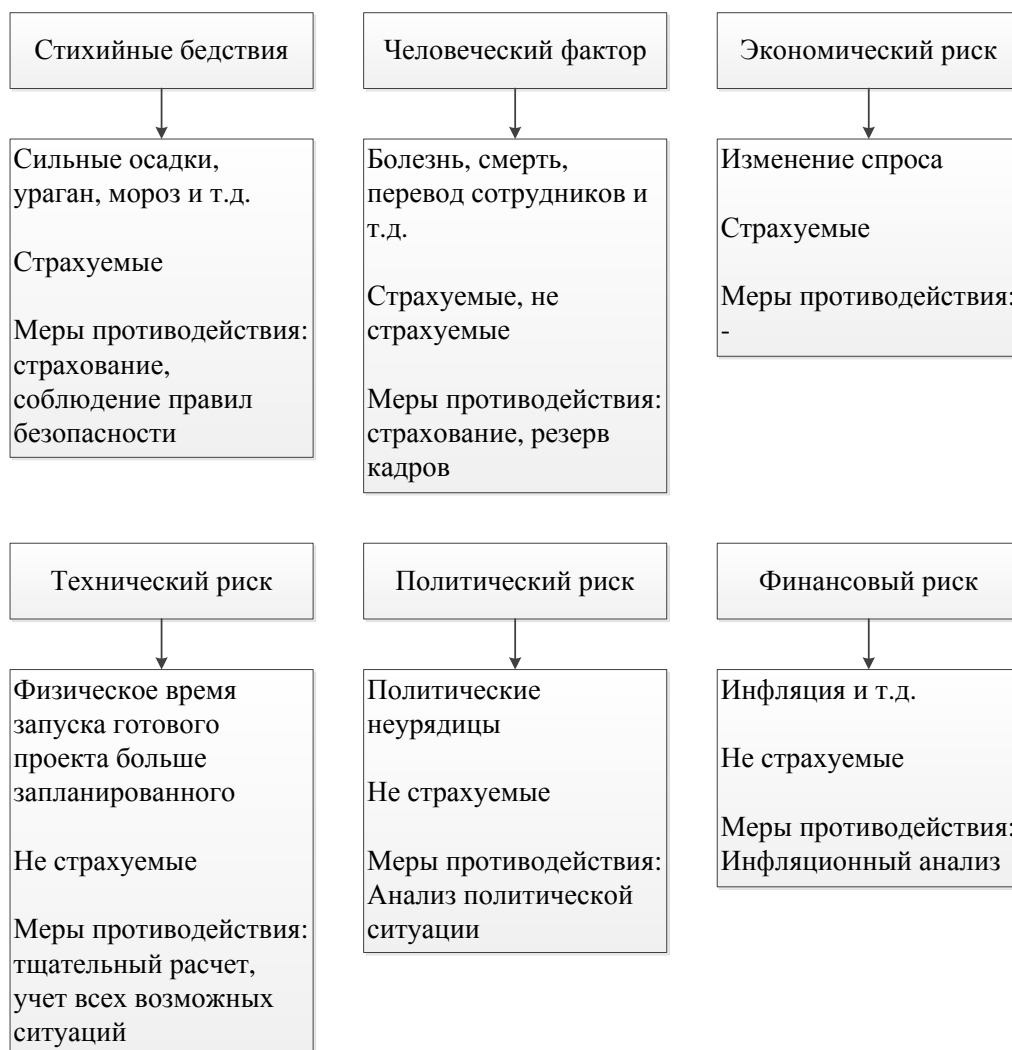 Стихийные бедствия
Сильные осадки,
ураган, мороз и т.д.
Страхуемые
Меры противодействия:
страхование,
соблюдение правил
безопасности
Человеческий фактор
Болезнь, смерть,
перевод сотрудников и
т.д.
Страхуемые, не
страхуемые
Меры противодействия:
страхование, резерв
кадров
Экономический риск
Изменение спроса
Страхуемые
Меры противодействия:
-
Технический риск
Физическое время
запуска готового
проекта больше
запланированного
Не страхуемые
Меры противодействия:
тщательный расчет,
учет всех возможных
ситуаций
Политический риск
Политические
неурядицы
Не страхуемые
Меры противодействия:
Анализ политической
ситуации
Финансовый риск
Инфляция и т.д.
Не страхуемые
Меры противодействия:
Инфляционный анализ